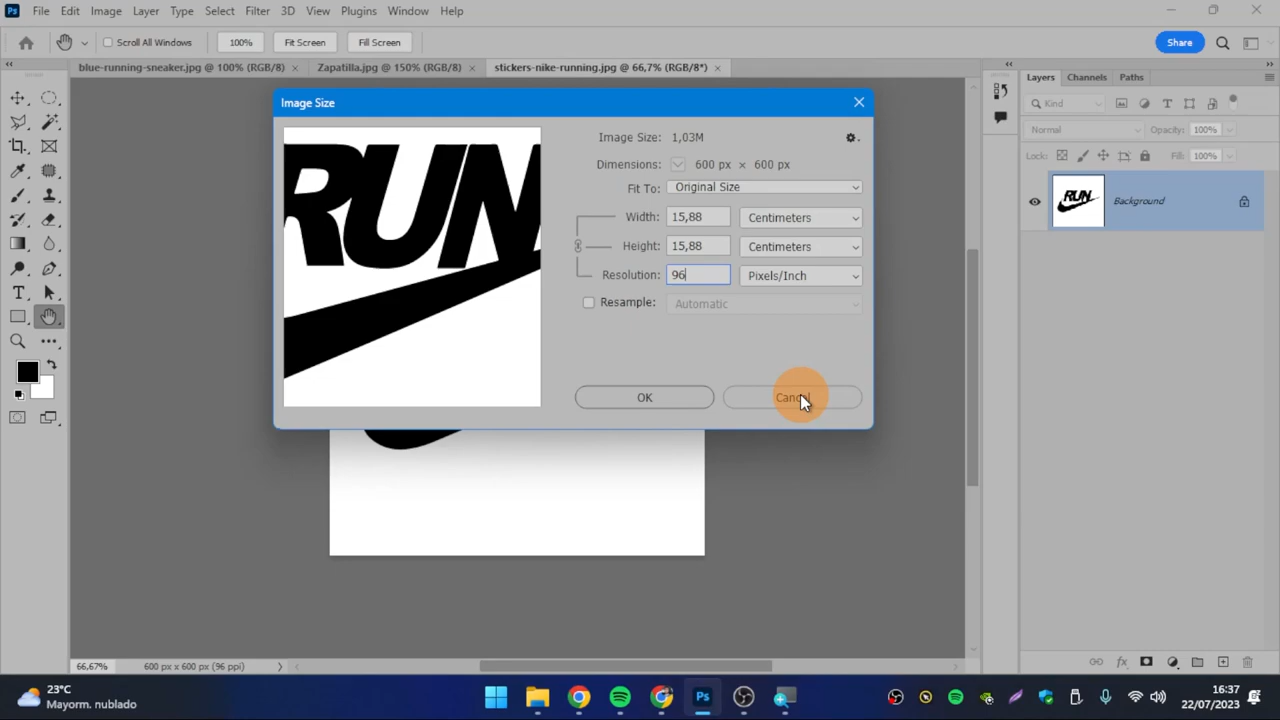 Ps File Edit Image Layer Type Select Filter 3D View Plugins Window Help
Scroll All Windows 100% Fit Screen Fill Screen Share
blue-running-sneaker.jpg @ 100% (RGB/8) × Zapatilla.jpg @ 150% (RGB/8) × stickers-nike-running.jpg @ 66,7% (RGB/8*) ×
Layers Channels Paths
Image Size
Kind
Normal Opacity: 100%
Lock: Fill: 100%
RUN Background
RUN
Image Size: 1,03M
Dimensions: 600 px × 600 px
Fit To: Original Size
Width: 15,88 Centimeters
Height: 15,88 Centimeters
Resolution: 96 Pixels/Inch
Resample: Automatic
OK Cancel
66,67% 600 px x 600 px (96 ppi)
23°C
Mayorm. nublado
Ps
16:37
22/07/2023